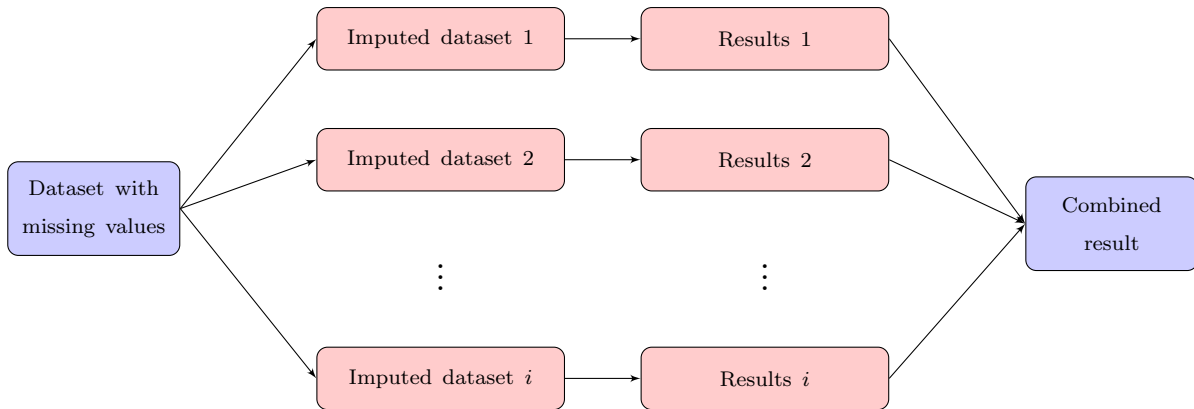 Imputed dataset 1
Results 1
Imputed dataset 2
Results 2
Dataset with
missing values
Combined
result
⋮
⋮
Imputed dataset i
Results i